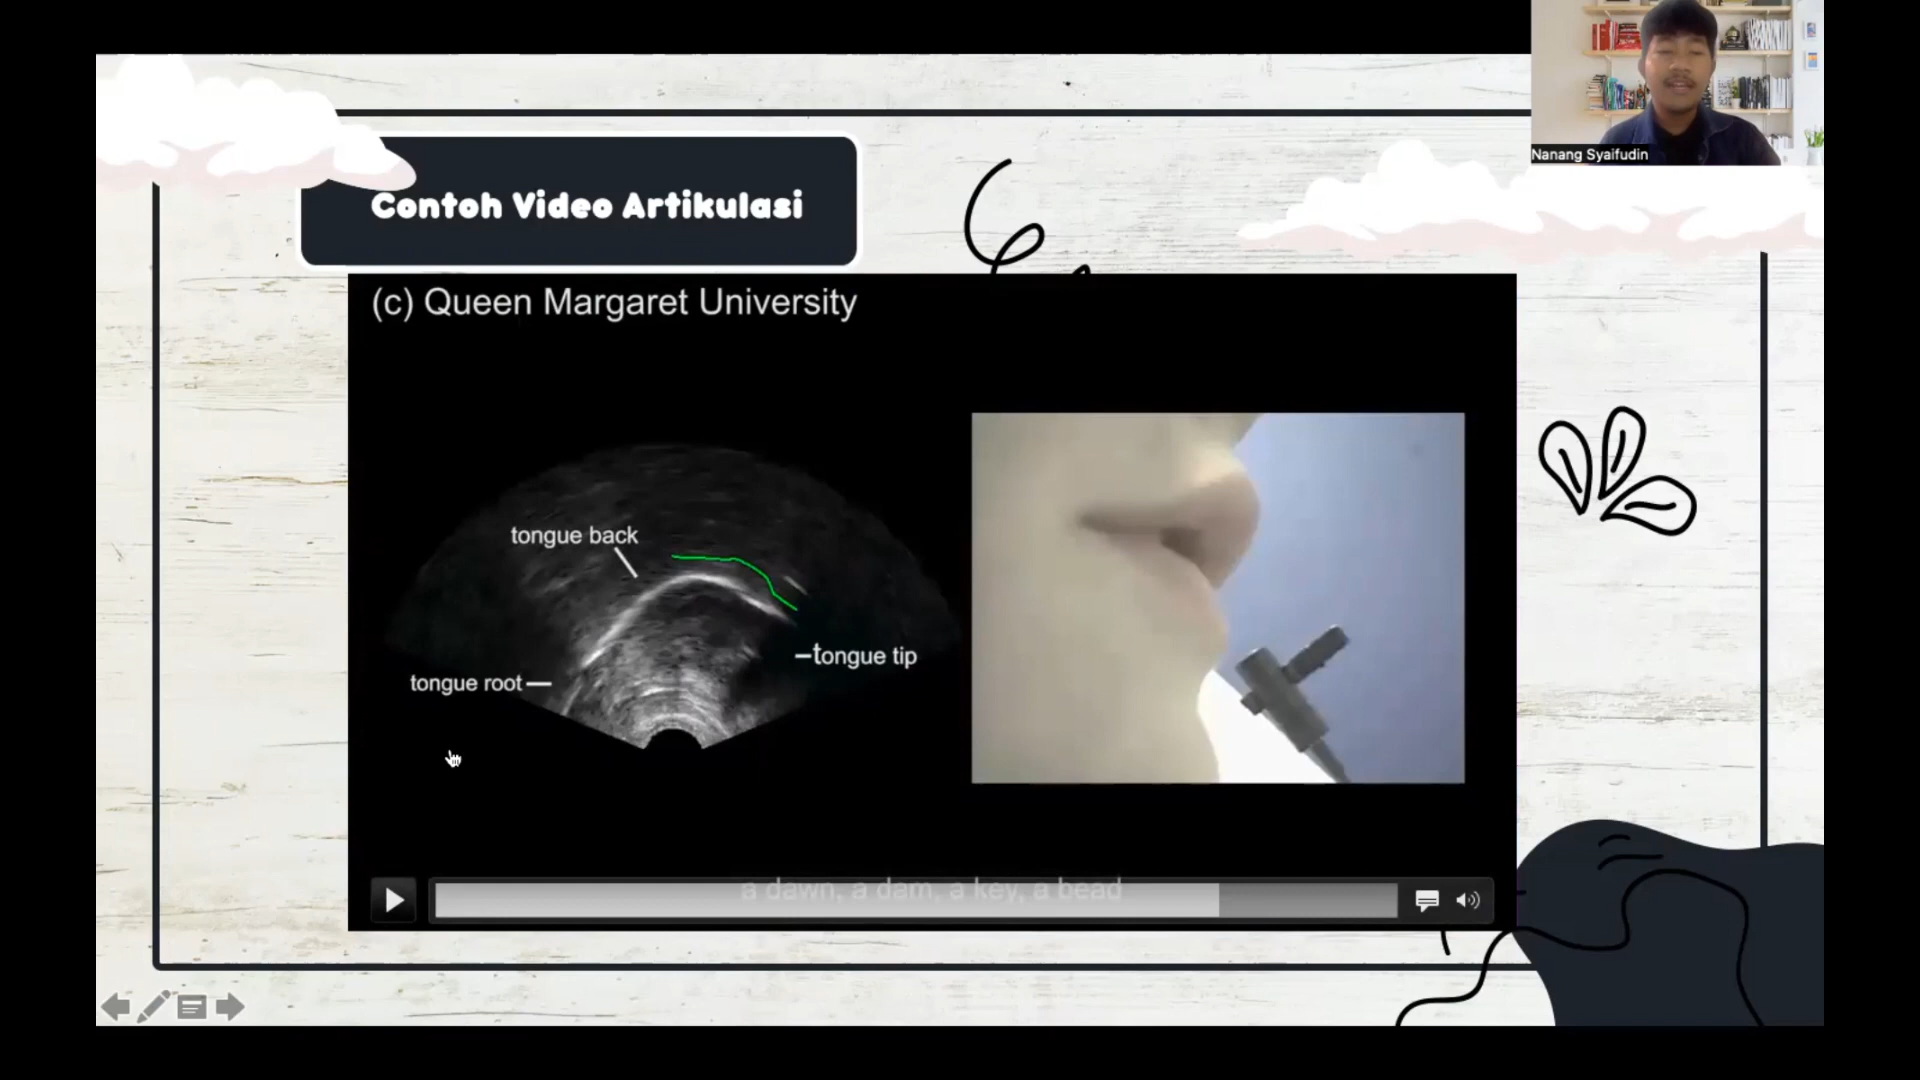 Nanang Syaifudin
Contoh Video Artikulasi
(c) Queen Margaret University
tongue back
tongue tip
tongue root
a dawn, a dam, a key, a bead